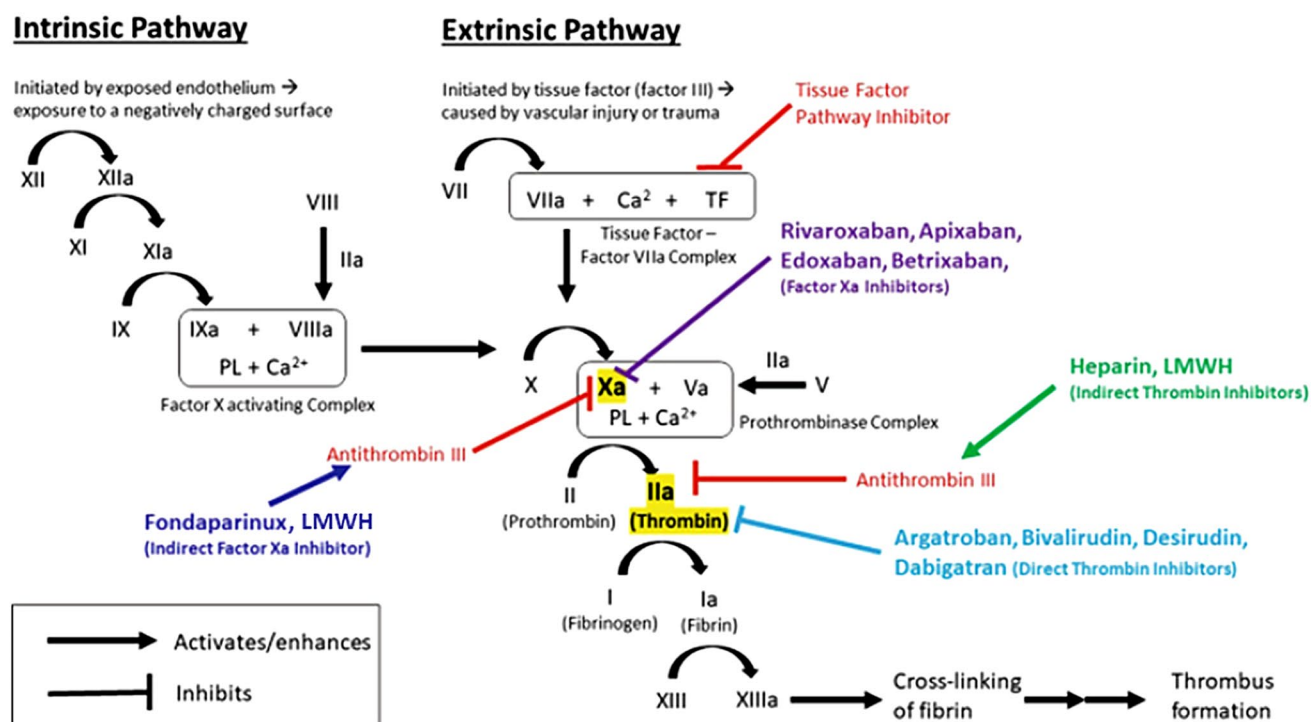 Intrinsic Pathway
Initiated by exposed endothelium →
exposure to a negatively charged surface
XII
XIIa
XI
XIa
IX
VIII
IIa
IXa + VIIIa
PL + Ca²⁺
Factor X activating Complex
Extrinsic Pathway
Initiated by tissue factor (factor III) →
caused by vascular injury or trauma
Tissue Factor
Pathway Inhibitor
VII
VIIa + Ca² + TF
Tissue Factor –
Factor VIIa Complex
Rivaroxaban, Apixaban,
Edoxaban, Betrixaban,
(Factor Xa Inhibitors)
X
Xa + Va
PL + Ca²⁺
IIa
V
Prothrombinase Complex
Heparin, LMWH
(Indirect Thrombin Inhibitors)
Antithrombin III
Fondaparinux, LMWH
(Indirect Factor Xa Inhibitor)
II
(Prothrombin)
IIa
(Thrombin)
Antithrombin III
Argatroban, Bivalirudin, Desirudin,
Dabigatran (Direct Thrombin Inhibitors)
I
(Fibrinogen)
Ia
(Fibrin)
XIII
XIIIa
Cross-linking
of fibrin
Thrombus
formation
Activates/enhances
Inhibits